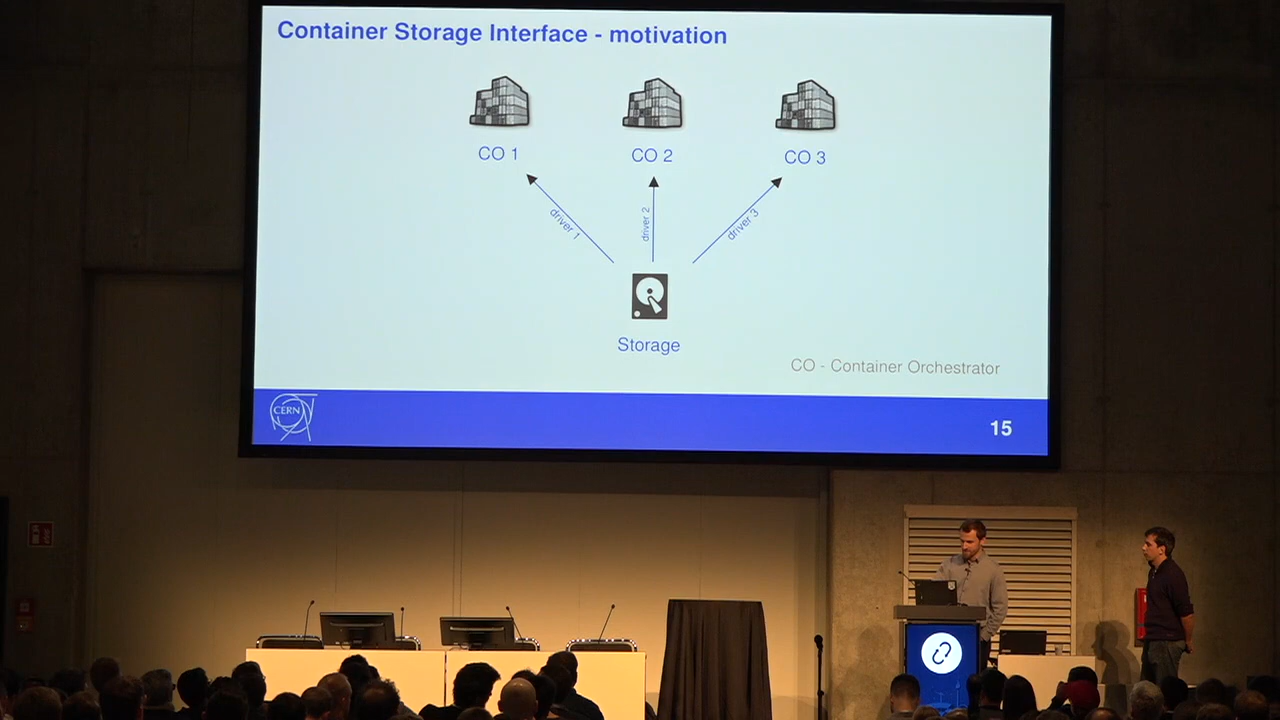 Container Storage Interface - motivation
CO 1
CO 2
CO 3
driver 1
driver 2
driver 3
Storage
CO - Container Orchestrator
CERN
15